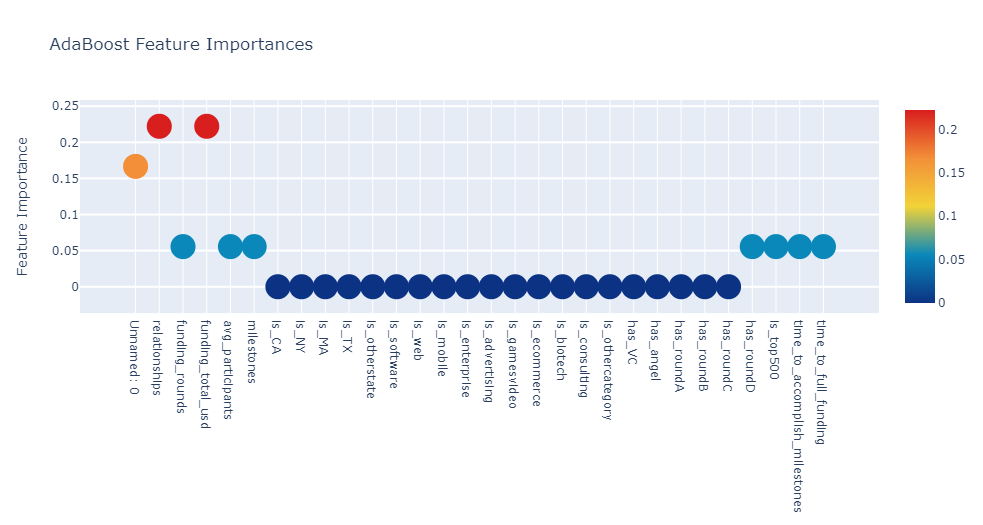 AdaBoost Feature Importances
Feature Importance
0.25
0.2
0.15
0.1
0.05
0
Unnamed: 0
relationships
funding_rounds
funding_total_usd
avg_participants
milestones
is_CA
is_NY
is_MA
is_TX
is_otherstate
is_software
is_web
is_mobile
is_enterprise
is_advertising
is_gamesvideo
is_ecommerce
is_biotech
is_consulting
is_othercategory
has_VC
has_angel
has_roundA
has_roundB
has_roundC
has_roundD
is_top500
time_to_accomplish_milestones
time_to_full_funding
0.2
0.15
0.1
0.05
0